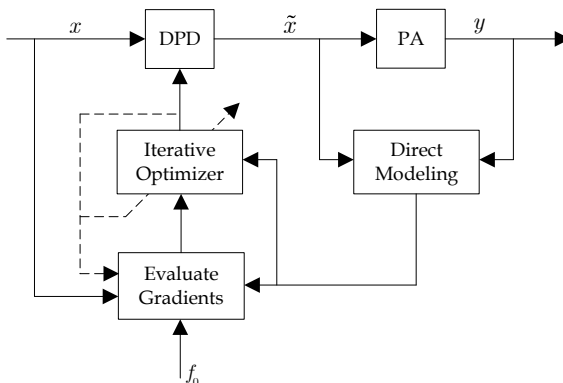 x
DPD
x̃
PA
y
Iterative
Optimizer
Direct
Modeling
Evaluate
Gradients
f₀